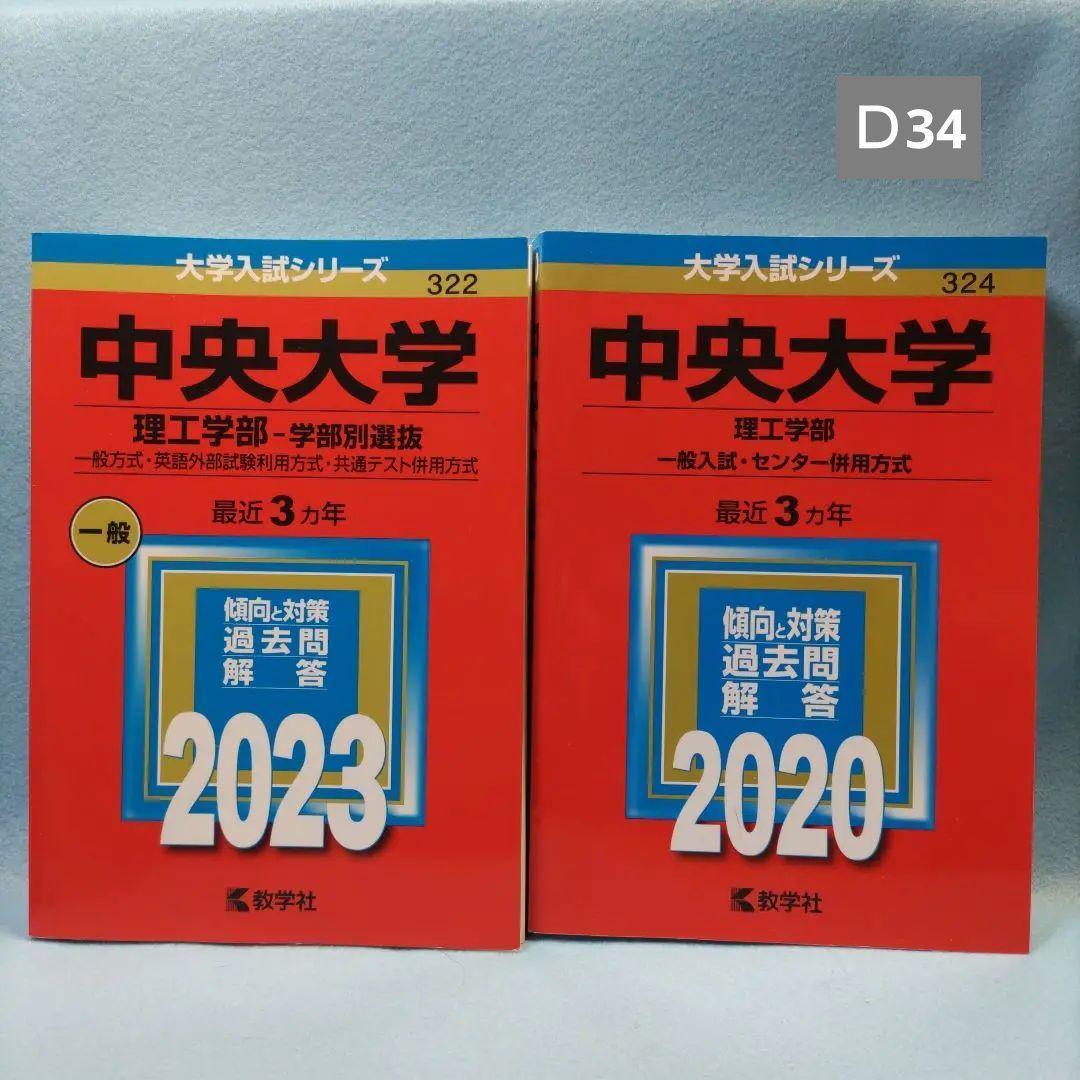 D34
大学入試シリーズ
322
中央大学
理工学部-学部別選抜
一般方式・英語外部試験利用方式・共通テスト併用方式
最近3カ年
一般
傾向と対策
過去問
解答
2023
教学社
大学入試シリーズ
324
中央大学
理工学部
一般入試・センター併用方式
最近3カ年
傾向と対策
過去問
解答
2020
教学社